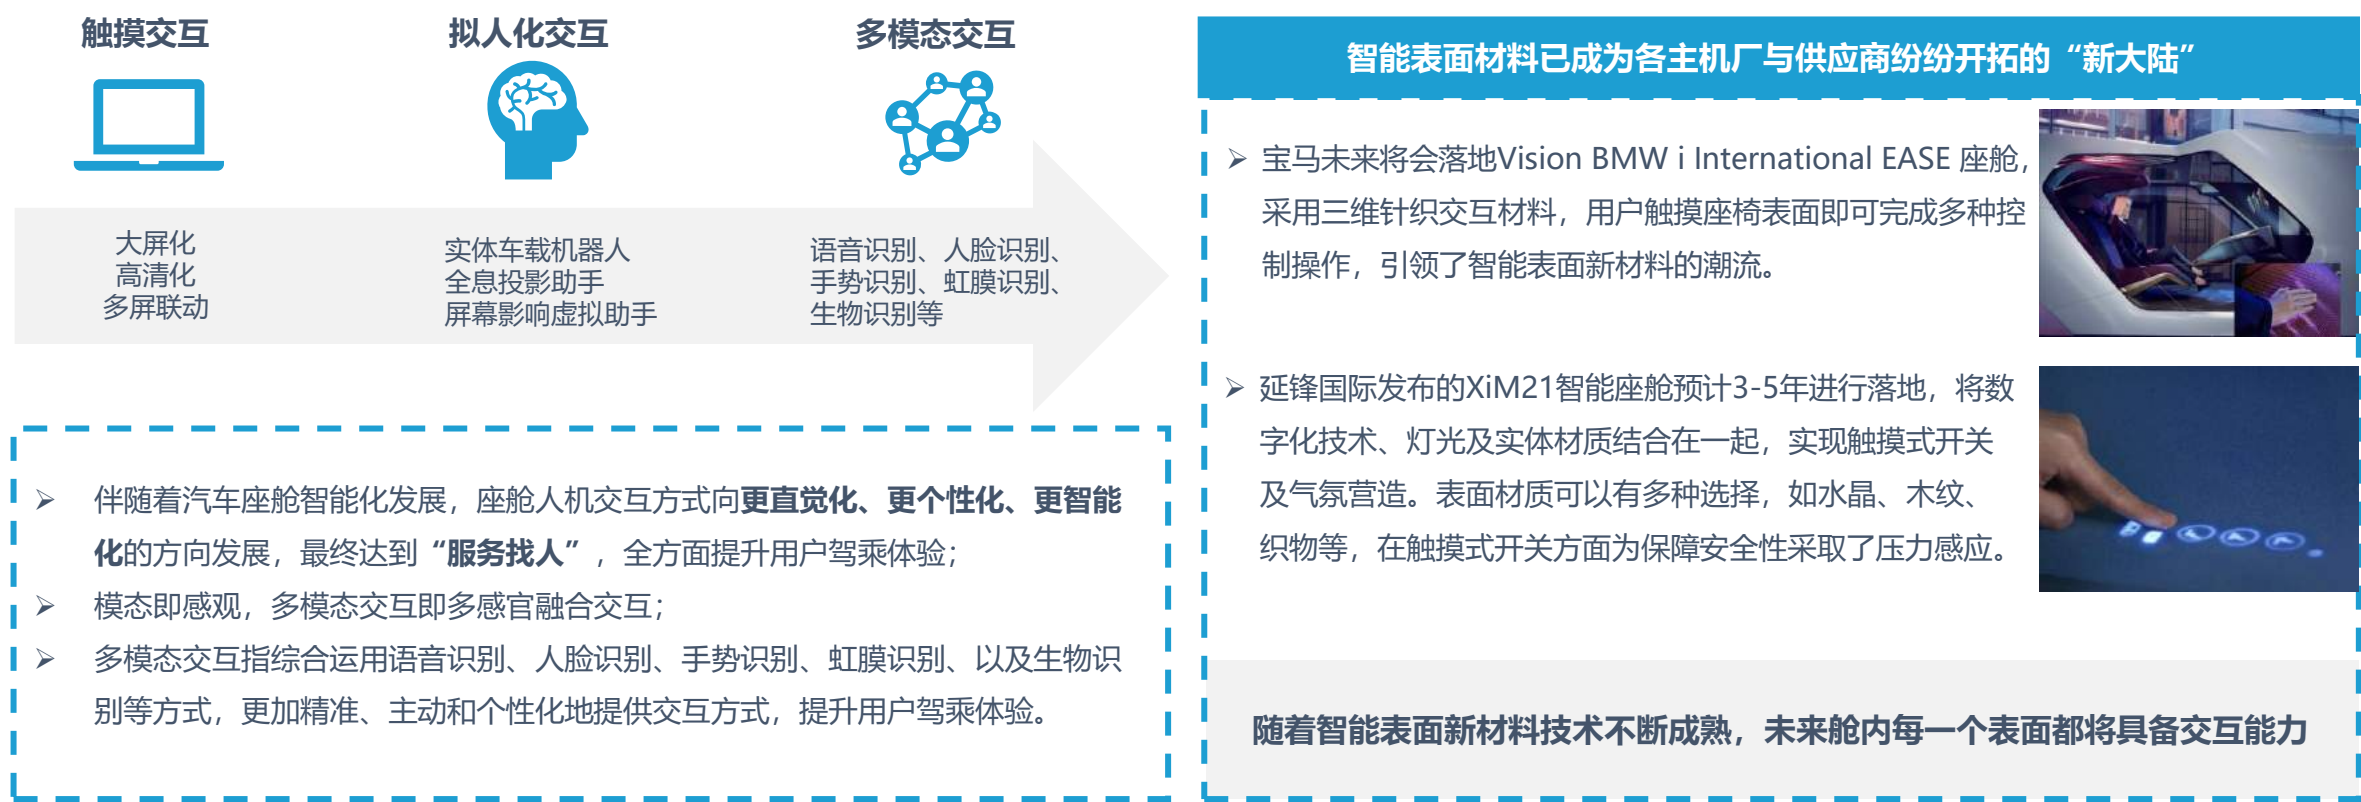 触摸交互
拟人化交互
多模态交互
大屏化
高清化
多屏联动
实体车载机器人
全息投影助手
屏幕影响虚拟助手
语音识别、人脸识别、
手势识别、虹膜识别、
生物识别等
伴随着汽车座舱智能化发展，座舱人机交互方式向更直觉化、更个性化、更智能
化的方向发展，最终达到“服务找人”，全方面提升用户驾乘体验；
模态即感观，多模态交互即多感官融合交互；
多模态交互指综合运用语音识别、人脸识别、手势识别、虹膜识别、以及生物识
别等方式，更加精准、主动和个性化地提供交互方式，提升用户驾乘体验。
智能表面材料已成为各主机厂与供应商纷纷开拓的“新大陆”
宝马未来将会落地Vision BMW i International EASE 座舱，
采用三维针织交互材料，用户触摸座椅表面即可完成多种控
制操作，引领了智能表面新材料的潮流。
延锋国际发布的XiM21智能座舱预计3-5年进行落地，将数
字化技术、灯光及实体材质结合在一起，实现触摸式开关
及气氛营造。表面材质可以有多种选择，如水晶、木纹、
织物等，在触摸式开关方面为保障安全性采取了压力感应。
随着智能表面新材料技术不断成熟，未来舱内每一个表面都将具备交互能力